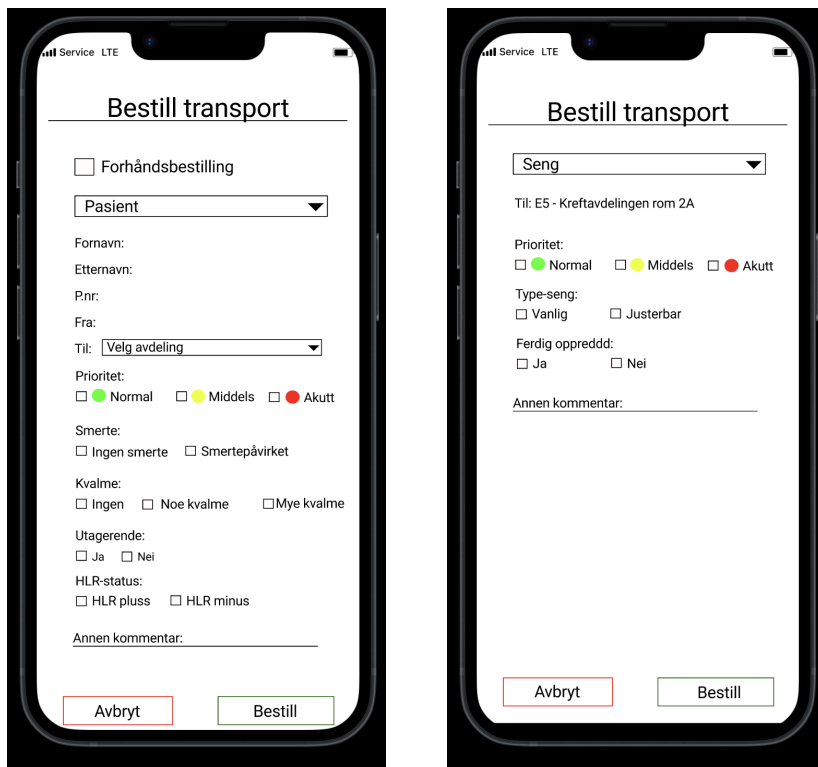 Service LTE
Bestill transport
Forhåndsbestilling
Pasient
Fornavn:
Etternavn:
P.nr:
Fra:
Til: Velg avdeling
Prioritet:
Normal Middels Akutt
Smerte:
Ingen smerte Smertepåvirket
Kvalme:
Ingen Noe kvalme Mye kvalme
Utagerende:
Ja Nei
HLR-status:
HLR pluss HLR minus
Annen kommentar:
Avbryt Bestill
Service LTE
Bestill transport
Seng
Til: E5 - Kreftavdelingen rom 2A
Prioritet:
Normal Middels Akutt
Type-seng:
Vanlig Justerbar
Ferdig oppreddd:
Ja Nei
Annen kommentar:
Avbryt Bestill